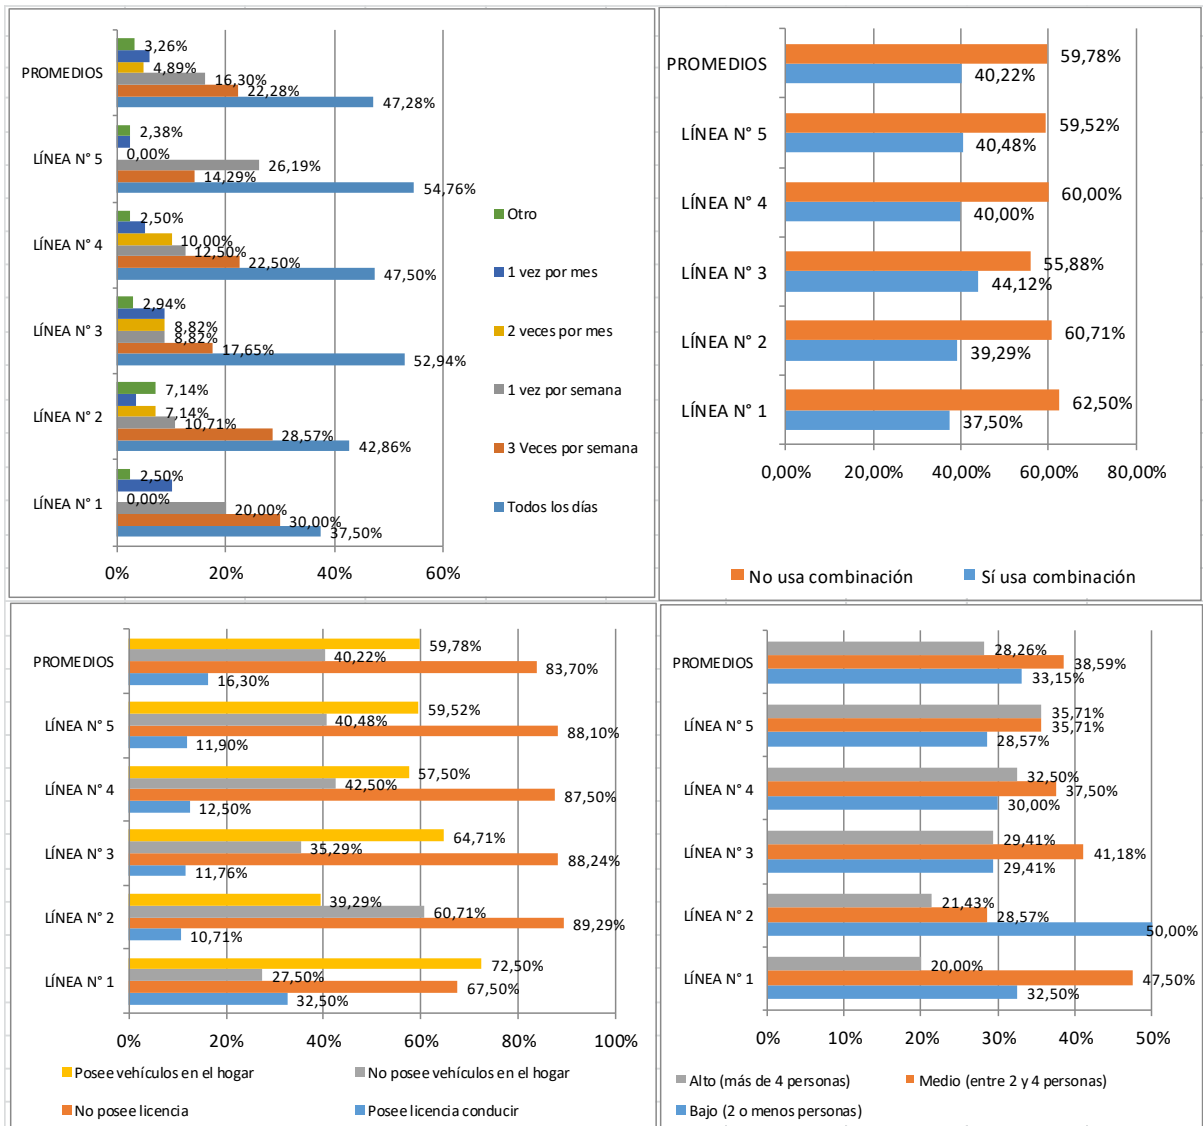 PROMEDIOS
3,26%
4,89%
16,30%
22,28%
47,28%
LÍNEA N° 5
2,38%
0,00%
26,19%
14,29%
54,76%
LÍNEA N° 4
2,50%
10,00%
12,50%
22,50%
47,50%
LÍNEA N° 3
2,94%
8,82%
8,82%
17,65%
52,94%
LÍNEA N° 2
7,14%
7,14%
10,71%
28,57%
42,86%
LÍNEA N° 1
2,50%
0,00%
20,00%
30,00%
37,50%
0% 20% 40% 60%
Otro
1 vez por mes
2 veces por mes
1 vez por semana
3 Veces por semana
Todos los días
PROMEDIOS
59,78%
40,22%
LÍNEA N° 5
59,52%
40,48%
LÍNEA N° 4
60,00%
40,00%
LÍNEA N° 3
55,88%
44,12%
LÍNEA N° 2
60,71%
39,29%
LÍNEA N° 1
62,50%
37,50%
0,00% 20,00% 40,00% 60,00% 80,00%
No usa combinación Sí usa combinación
PROMEDIOS
59,78%
40,22%
83,70%
16,30%
LÍNEA N° 5
59,52%
40,48%
88,10%
11,90%
LÍNEA N° 4
57,50%
42,50%
87,50%
12,50%
LÍNEA N° 3
64,71%
35,29%
88,24%
11,76%
LÍNEA N° 2
39,29%
60,71%
89,29%
10,71%
LÍNEA N° 1
72,50%
27,50%
67,50%
32,50%
0% 20% 40% 60% 80% 100%
Posee vehículos en el hogar No posee vehículos en el hogar
No posee licencia Posee licencia conducir
PROMEDIOS
28,26%
38,59%
33,15%
LÍNEA N° 5
35,71%
35,71%
28,57%
LÍNEA N° 4
32,50%
37,50%
30,00%
LÍNEA N° 3
29,41%
41,18%
29,41%
LÍNEA N° 2
21,43%
28,57%
50,00%
LÍNEA N° 1
20,00%
47,50%
32,50%
0% 10% 20% 30% 40% 50%
Alto (más de 4 personas) Medio (entre 2 y 4 personas)
Bajo (2 o menos personas)